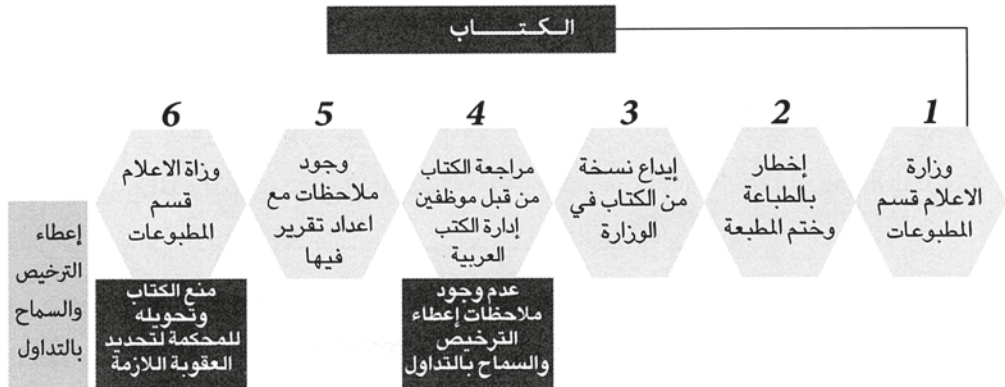 الـكـتـــــاب
1
وزارة
الاعلام قسم
المطبوعات
2
إخطار
بالطباعة
وختم المطبعة
3
إيداع نسخة
من الكتاب في
الوزارة
4
مراجعة الكتاب
من قبل موظفين
إدارة الكتب
العربية
عدم وجود
ملاحظات إعطاء
الترخيص
والسماح بالتداول
5
وجود
ملاحظات مع
اعداد تقرير
فيها
6
وزاة الاعلام
قسم
المطبوعات
منع الكتاب
وتحويله
للمحكمة لتحديد
العقوبة اللازمة
إعطاء
الترخيص
والسماح
بالتداول